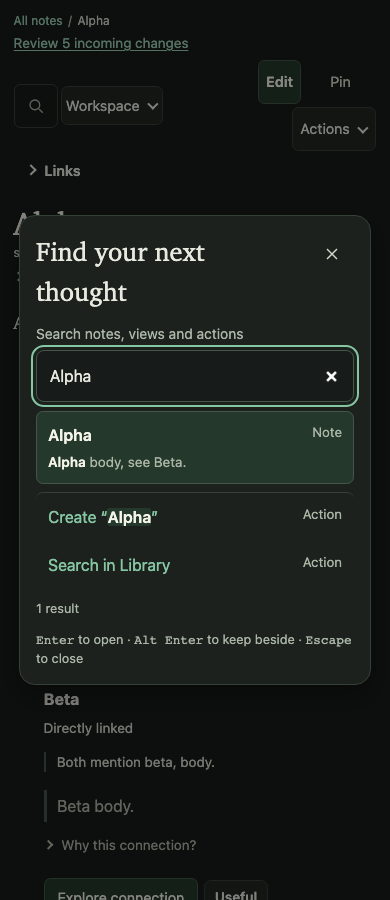 All notes / Alpha
Review 5 incoming changes
Edit
Pin
Workspace
Actions
Links
Find your next
thought
Search notes, views and actions
Alpha
Alpha
Note
Alpha body, see Beta.
Create “Alpha”
Action
Search in Library
Action
1 result
Enter to open · Alt Enter to keep beside · Escape
to close
Beta
Directly linked
Both mention beta, body.
Beta body.
Why this connection?
Explore connection
Useful